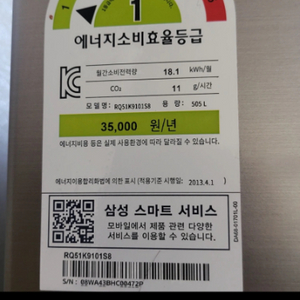 1
1
에너지소비효율등급
월간소비전력량 18.1 kWh/월
CO₂ 11 g/시간
모델명: RQ51K9101S8 용량: 505 L
35,000 원/년
에너지비용 등은 실제 사용환경에 따라 달라질 수 있습니다.
에너지이용합리화법에 의한 표시 (적용기준 시행일: 2013.4.1)
삼성 스마트 서비스
모바일에서 제품 관련 다양한
서비스를 이용할 수 있습니다.
RQ51K9101S8
S/N: 08WA43BHC00472P